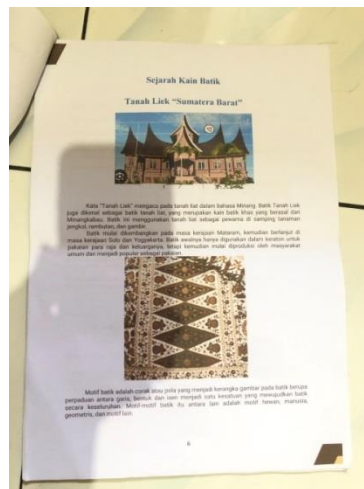 Sejarah Kain Batik
Tanah Liek “Sumatera Barat”
Kata "Tanah Liek" mengacu pada tanah liat dalam bahasa Minang. Batik Tanah Liek
juga dikenal sebagai batik tanah liat, yang merupakan kain batik khas yang berasal dari
Minangkabau. Batik ini menggunakan tanah liat sebagai pewarna di samping tanaman
jengkol, rambutan, dan gambir.
Batik mulai dikembangkan pada masa kerajaan Mataram, kemudian berlanjut di
masa kerajaan Solo dan Yogyakarta. Batik awalnya hanya digunakan dalam keraton untuk
pakaian para raja dan keluarganya, tetapi kemudian mulai diproduksi oleh masyarakat
umum dan menjadi populer sebagai pakaian
Motif batik adalah corak atau pola yang menjadi kerangka gambar pada batik berupa
perpaduan antara garis, bentuk dan isen menjadi satu kesatuan yang mewujudkan batik
secara keseluruhan. Motif-motif batik itu antara lain adalah motif hewan, manusia,
geometris, dan motif lain.
6